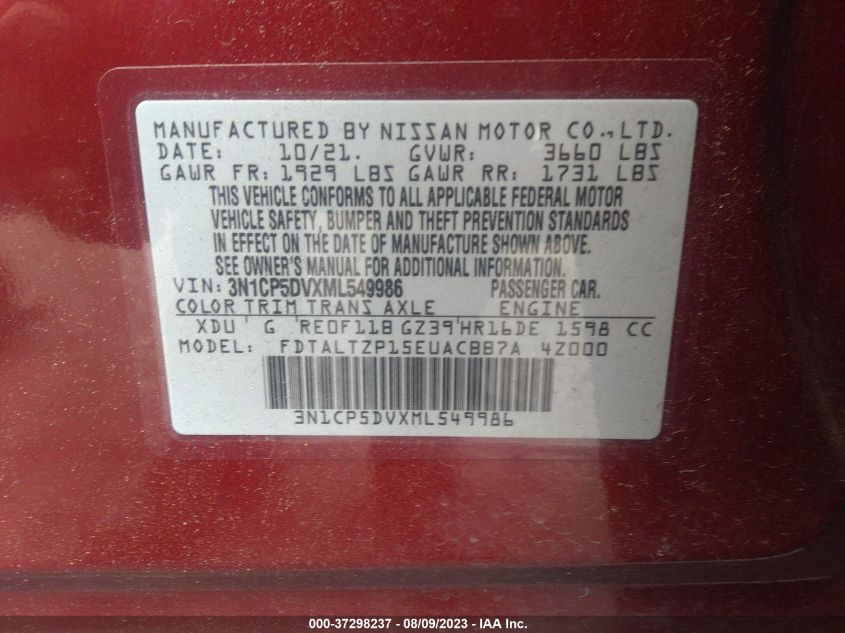 MANUFACTURED BY NISSAN MOTOR CO., LTD.
DATE: 10/21. GVWR: 3660 LBS
GAWR FR: 1929 LBS GAWR RR: 1731 LBS
THIS VEHICLE CONFORMS TO ALL APPLICABLE FEDERAL MOTOR
VEHICLE SAFETY, BUMPER AND THEFT PREVENTION STANDARDS
IN EFFECT ON THE DATE OF MANUFACTURE SHOWN ABOVE.
SEE OWNER'S MANUAL FOR ADDITIONAL INFORMATION.
VIN: 3N1CP5DVXML549986 PASSENGER CAR.
COLOR TRIM TRANS AXLE ENGINE
XDU G RE0F11B GZ39 HR16DE 1598 CC
MODEL: FDTALTZP15EUACBB7A 4Z000
3N1CP5DVXML549986
000-37298237 - 08/09/2023 - IAA Inc.